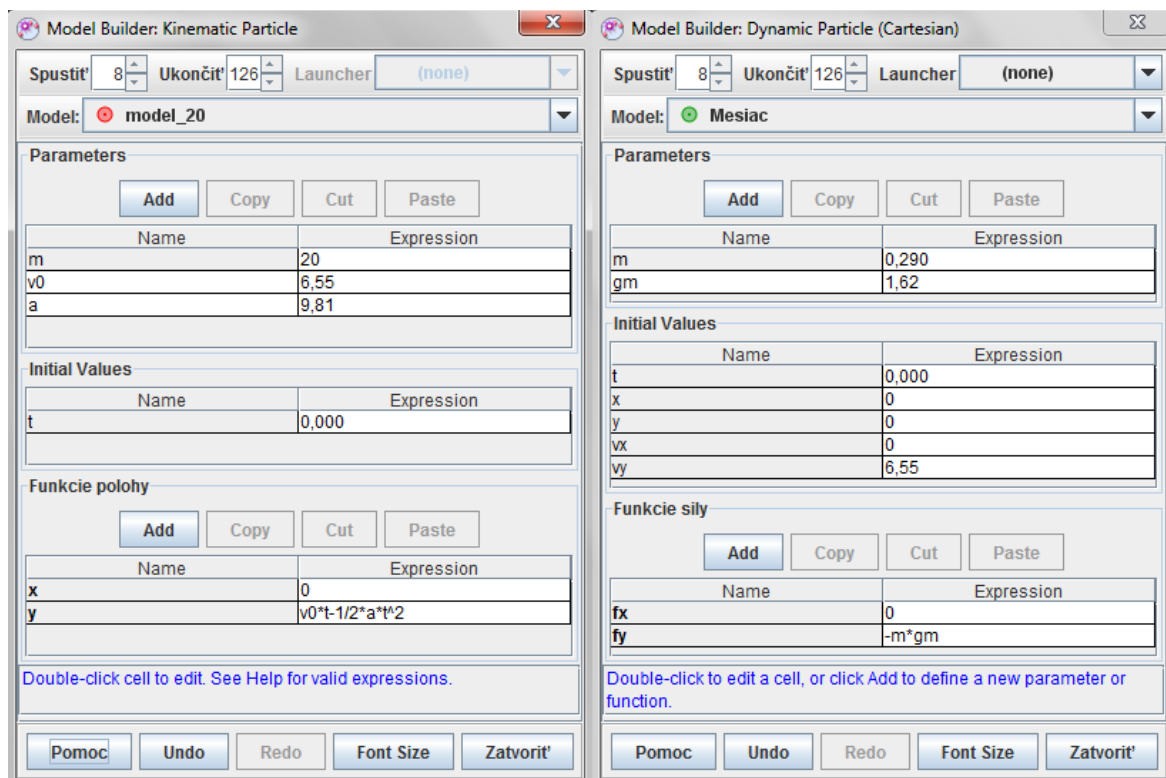 Model Builder: Kinematic Particle
Spustiť 8 Ukončiť 126 Launcher (none)
Model: model_20
Parameters
Add Copy Cut Paste
Name Expression
m 20
v0 6,55
a 9,81
Initial Values
Name Expression
t 0,000
Funkcie polohy
Add Copy Cut Paste
Name Expression
x 0
y v0*t-1/2*a*t^2
Double-click cell to edit. See Help for valid expressions.
Pomoc Undo Redo Font Size Zatvoriť
Model Builder: Dynamic Particle (Cartesian)
Spustiť 8 Ukončiť 126 Launcher (none)
Model: Mesiac
Parameters
Add Copy Cut Paste
Name Expression
m 0,290
gm 1,62
Initial Values
Name Expression
t 0,000
x 0
y 0
vx 0
vy 6,55
Funkcie sily
Add Copy Cut Paste
Name Expression
fx 0
fy -m*gm
Double-click to edit a cell, or click Add to define a new parameter or
function.
Pomoc Undo Redo Font Size Zatvoriť